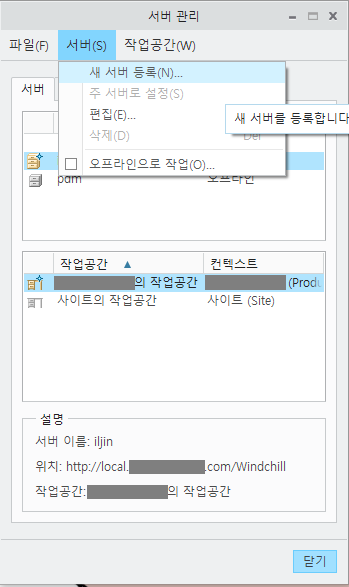 서버 관리
파일(F) 서버(S) 작업공간(W)
새 서버 등록(N)...
서버
주 서버로 설정(S)
편집(E)...
새 서버를 등록합니다
삭제(D) Del
오프라인으로 작업(O)...
pdm 오프라인
작업공간 ▲ 컨텍스트
의 작업공간 (Produ
사이트의 작업공간 사이트 (Site)
설명
서버 이름: iljin
위치: http://local. .com/Windchill
작업공간: 의 작업공간
닫기